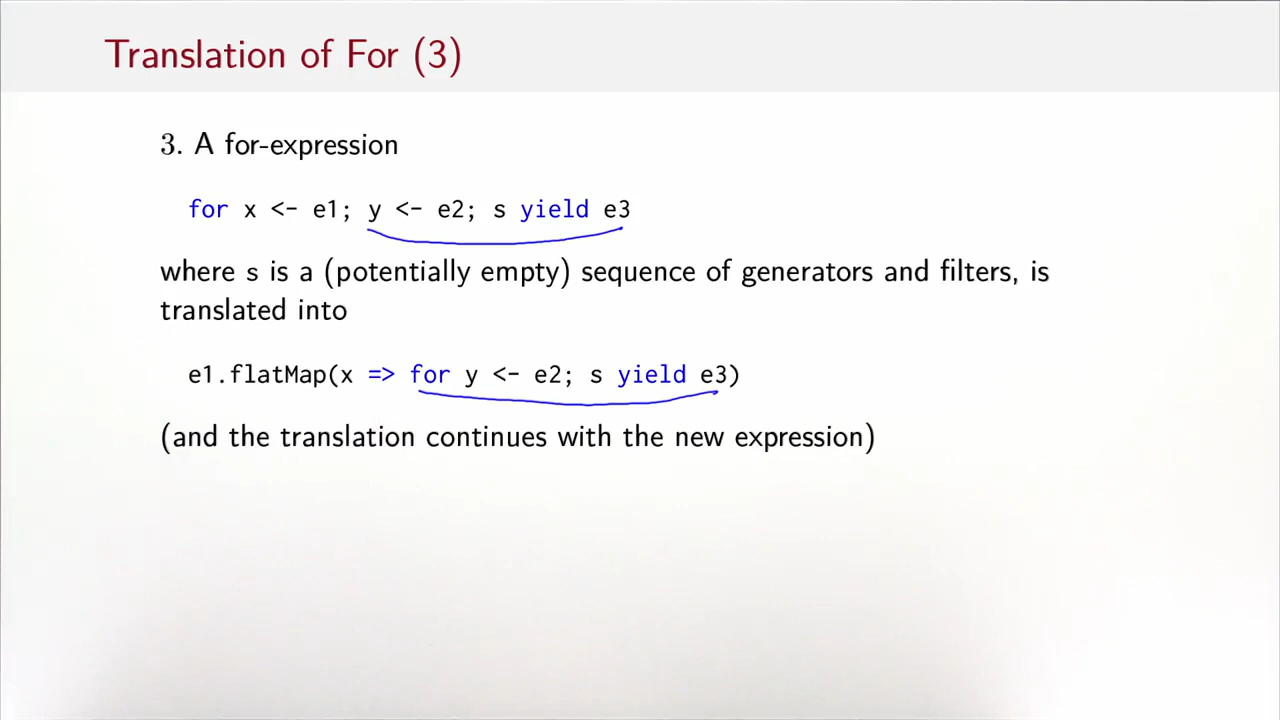 Translation of For (3)
3. A for-expression
for x <- e1; y <- e2; s yield e3
where s is a (potentially empty) sequence of generators and filters, is
translated into
e1.flatMap(x => for y <- e2; s yield e3)
(and the translation continues with the new expression)